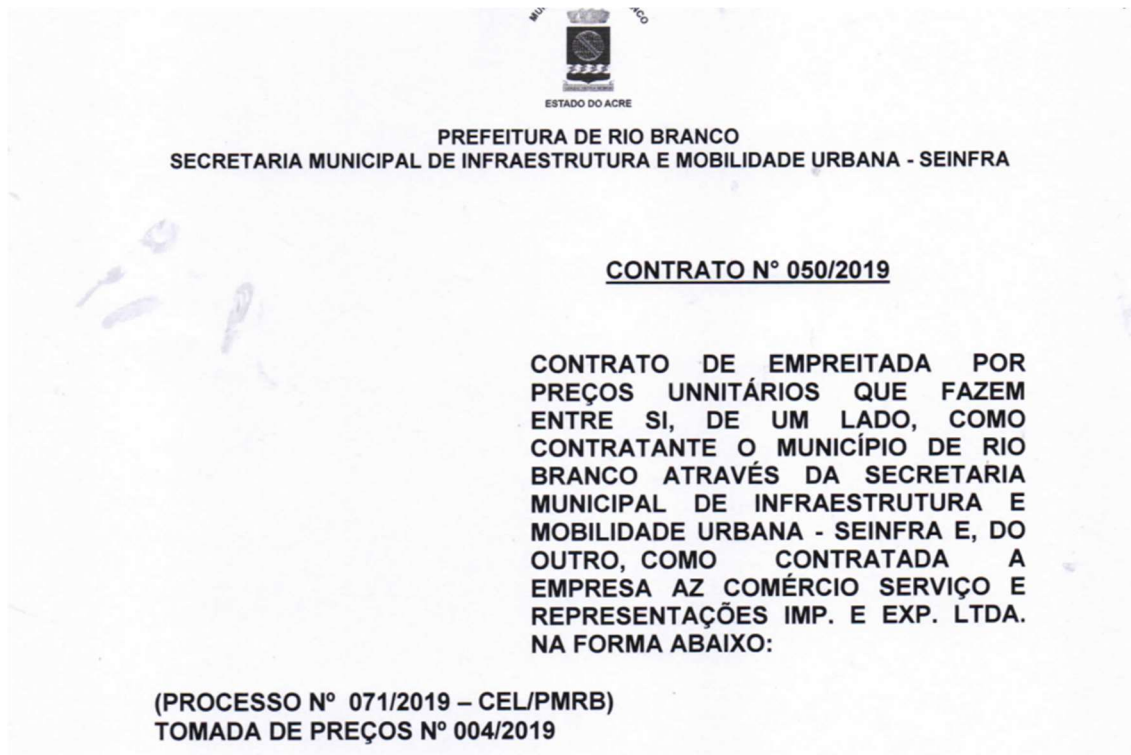 ESTADO DO ACRE
PREFEITURA DE RIO BRANCO
SECRETARIA MUNICIPAL DE INFRAESTRUTURA E MOBILIDADE URBANA - SEINFRA
CONTRATO N° 050/2019
CONTRATO DE EMPREITADA POR
PREÇOS UNNITÁRIOS QUE FAZEM
ENTRE SI, DE UM LADO, COMO
CONTRATANTE O MUNICÍPIO DE RIO
BRANCO ATRAVÉS DA SECRETARIA
MUNICIPAL DE INFRAESTRUTURA E
MOBILIDADE URBANA - SEINFRA E, DO
OUTRO, COMO CONTRATADA A
EMPRESA AZ COMÉRCIO SERVIÇO E
REPRESENTAÇÕES IMP. E EXP. LTDA.
NA FORMA ABAIXO:
(PROCESSO Nº 071/2019 – CEL/PMRB)
TOMADA DE PREÇOS Nº 004/2019